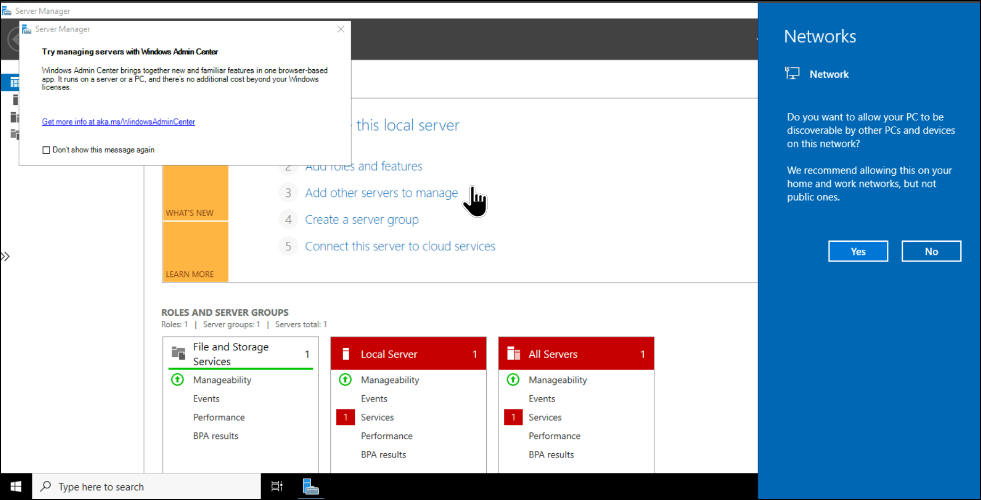 Server Manager
Server Manager
Try managing servers with Windows Admin Center
Windows Admin Center brings together new and familiar features in one browser-based
app. It runs on a server or a PC, and there's no additional cost beyond your Windows
licenses.
Get more info at aka.ms/WindowsAdminCenter
Don't show this message again
this local server
2 Add roles and features
3 Add other servers to manage
4 Create a server group
5 Connect this server to cloud services
WHAT'S NEW
LEARN MORE
ROLES AND SERVER GROUPS
Roles: 1 | Server groups: 1 | Servers total: 1
File and Storage
Services
1
Manageability
Events
Performance
BPA results
Local Server 1
Manageability
Events
1 Services
Performance
BPA results
All Servers 1
Manageability
Events
1 Services
Performance
BPA results
Networks
Network
Do you want to allow your PC to be
discoverable by other PCs and devices
on this network?
We recommend allowing this on your
home and work networks, but not
public ones.
Yes No
Type here to search